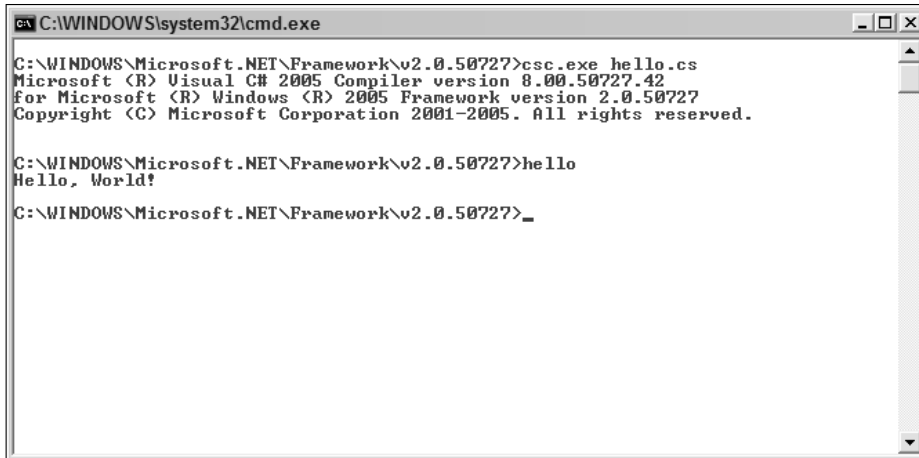 C:\WINDOWS\system32\cmd.exe
C:\WINDOWS\Microsoft.NET\Framework\v2.0.50727>csc.exe hello.cs
Microsoft (R) Visual C# 2005 Compiler version 8.00.50727.42
for Microsoft (R) Windows (R) 2005 Framework version 2.0.50727
Copyright (C) Microsoft Corporation 2001-2005. All rights reserved.
C:\WINDOWS\Microsoft.NET\Framework\v2.0.50727>hello
Hello, World!
C:\WINDOWS\Microsoft.NET\Framework\v2.0.50727>_